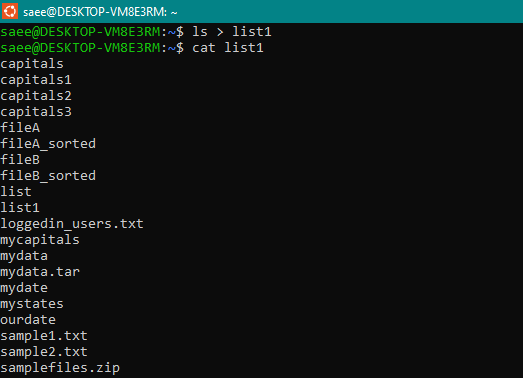 saee@DESKTOP-VM8E3RM: ~
saee@DESKTOP-VM8E3RM:~$ ls > list1
saee@DESKTOP-VM8E3RM:~$ cat list1
capitals
capitals1
capitals2
capitals3
fileA
fileA_sorted
fileB
fileB_sorted
list
list1
loggedin_users.txt
mycapitals
mydata
mydata.tar
mydate
mystates
ourdate
sample1.txt
sample2.txt
samplefiles.zip